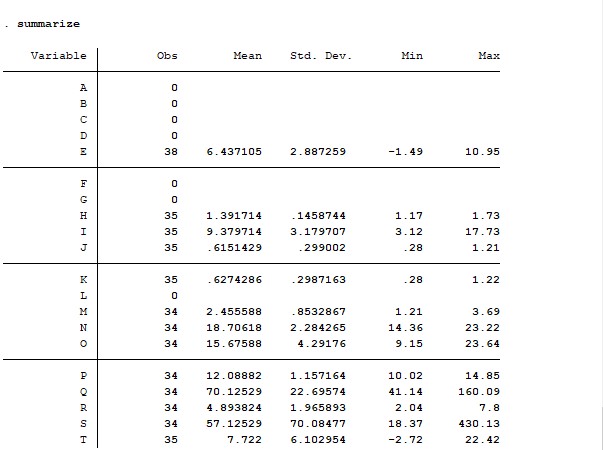 . summarize
Variable Obs Mean Std. Dev. Min Max
A 0
B 0
C 0
D 0
E 38 6.437105 2.887259 -1.49 10.95
F 0
G 0
H 35 1.391714 .1458744 1.17 1.73
I 35 9.379714 3.179707 3.12 17.73
J 35 .6151429 .299002 .28 1.21
K 35 .6274286 .2987163 .28 1.22
L 0
M 34 2.455588 .8532867 1.21 3.69
N 34 18.70618 2.284265 14.36 23.22
O 34 15.67588 4.29176 9.15 23.64
P 34 12.08882 1.157164 10.02 14.85
Q 34 70.12529 22.69574 41.14 160.09
R 34 4.893824 1.965893 2.04 7.8
S 34 57.12529 70.08477 18.37 430.13
T 35 7.722 6.102954 -2.72 22.42